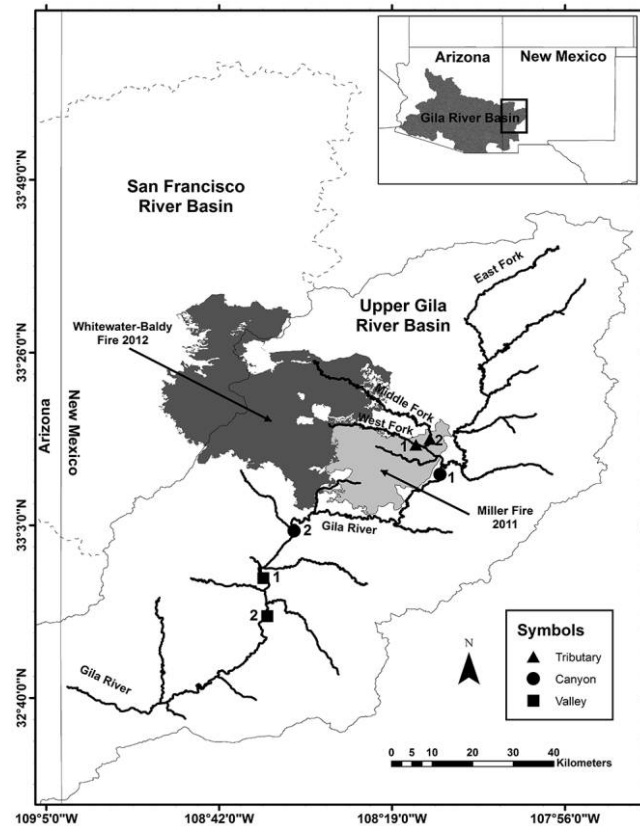 Arizona
New Mexico
Gila River Basin
San Francisco
River Basin
East Fork
Upper Gila
River Basin
Whitewater-Baldy
Fire 2012
Middle Fork
West Fork
1
2
1
Miller Fire
2011
Gila River
2
1
2
Gila River
Arizona
New Mexico
Symbols
Tributary
Canyon
Valley
N
0 5 10 20 30 40
Kilometers
33°49'0"N
33°26'0"N
33°3'0"N
32°40'0"N
109°5'0"W
108°42'0"W
108°19'0"W
107°56'0"W